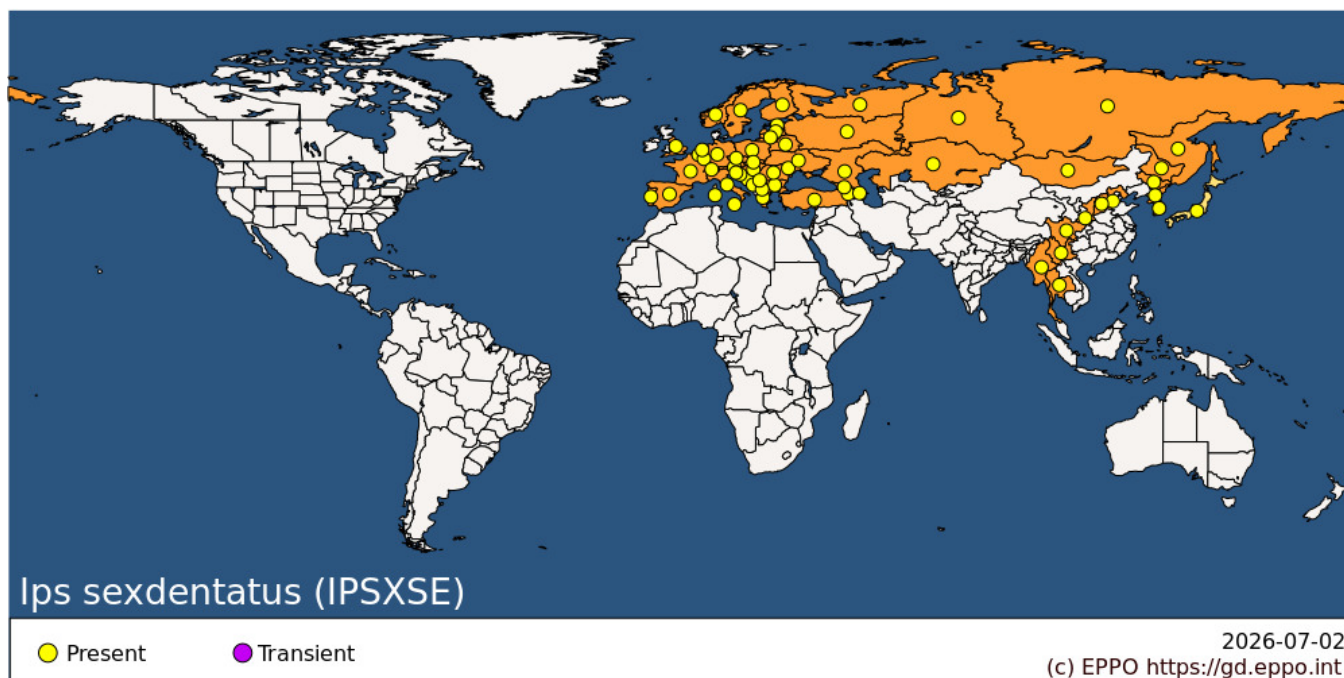 Ips sexdentatus (IPSXSE)
Present
Transient
2026-07-02
(c) EPPO https://gd.eppo.int